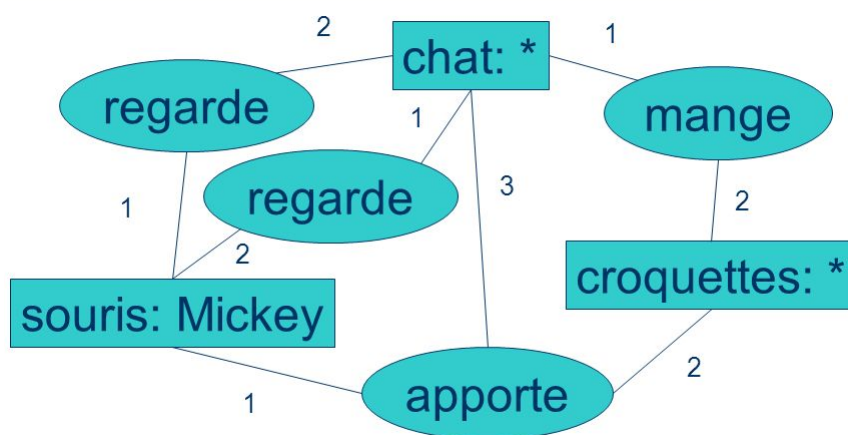 2
chat: *
1
regarde
1
mange
regarde
3
1
2
2
souris: Mickey
croquettes: *
1
apporte
2